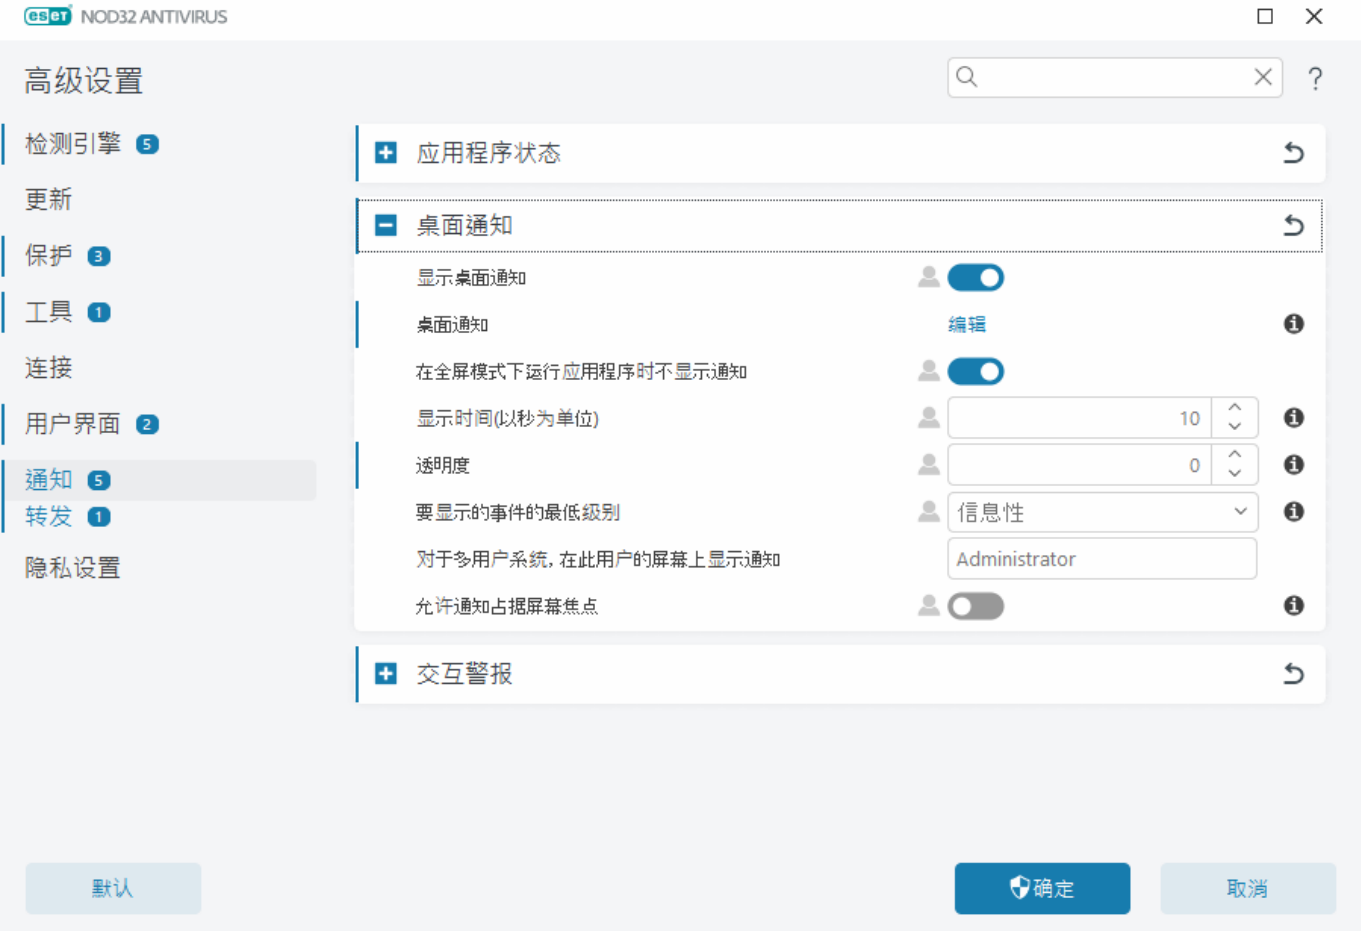 eseT NOD32 ANTIVIRUS
高级设置
?
检测引擎 5
更新
保护 3
工具 1
连接
用户界面 2
通知 5
转发 1
隐私设置
应用程序状态
桌面通知
显示桌面通知
桌面通知 编辑
在全屏模式下运行应用程序时不显示通知
显示时间(以秒为单位) 10
透明度 0
要显示的事件的最低级别 信息性
对于多用户系统, 在此用户的屏幕上显示通知 Administrator
允许通知占据屏幕焦点
交互警报
默认 确定 取消